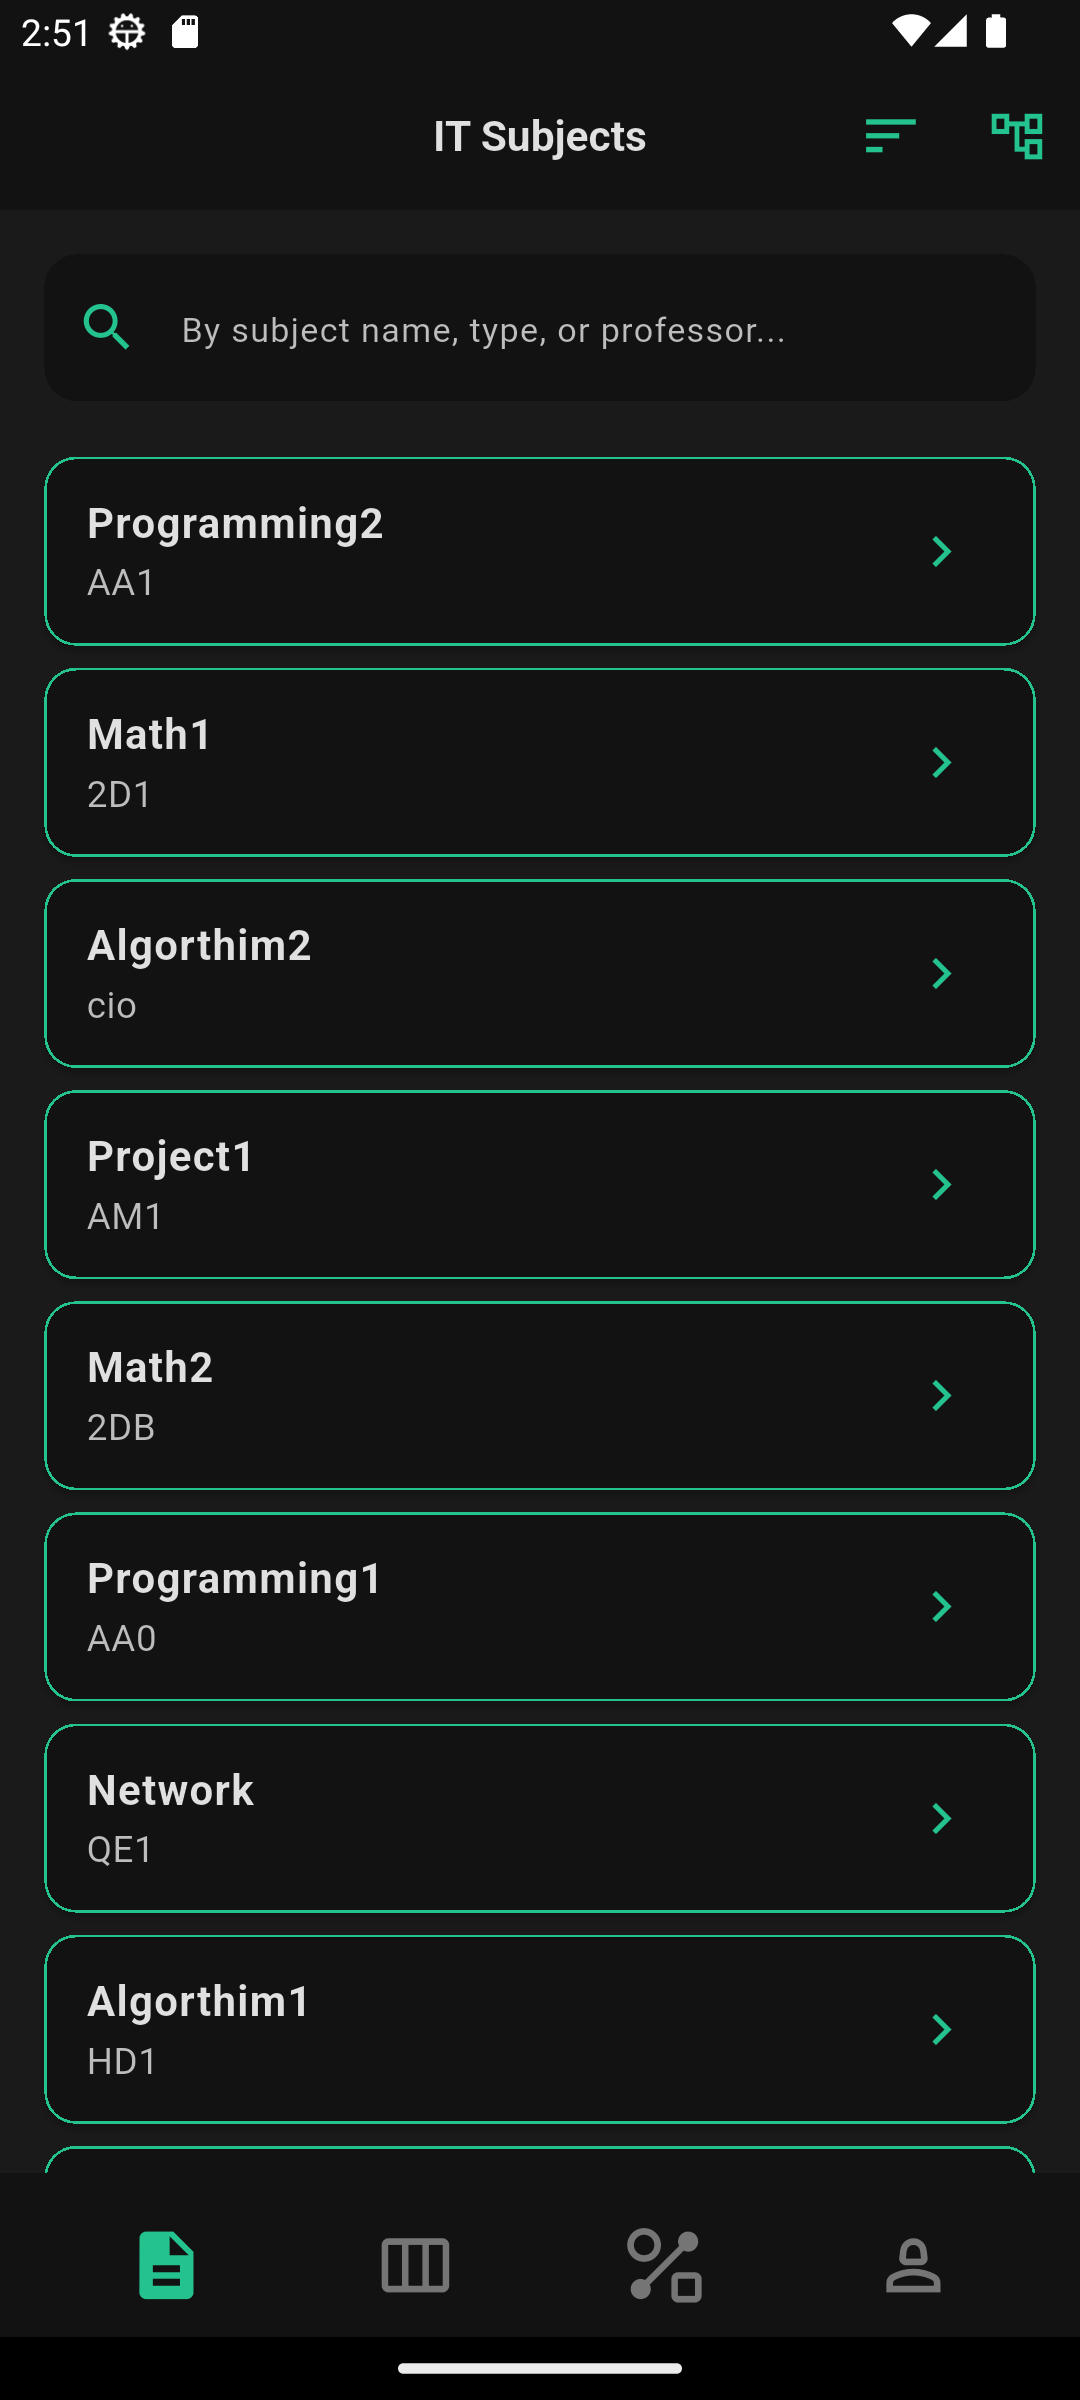 2:51
IT Subjects
By subject name, type, or professor...
Programming2
AA1
Math1
2D1
Algorthim2
cio
Project1
AM1
Math2
2DB
Programming1
AA0
Network
QE1
Algorthim1
HD1